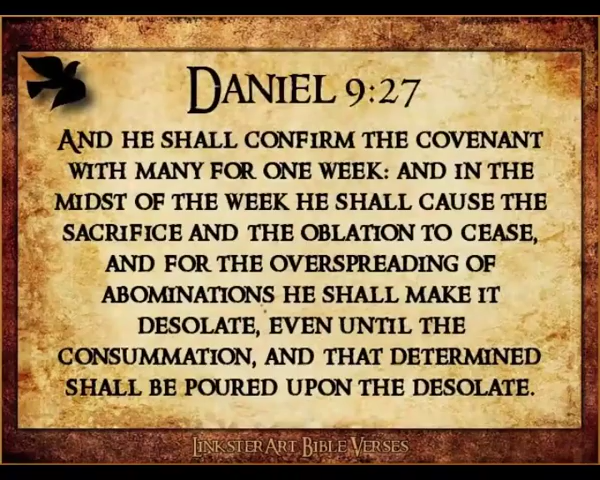 Daniel 9:27
And he shall confirm the covenant
with many for one week: and in the
midst of the week he shall cause the
sacrifice and the oblation to cease,
and for the overspreading of
abominations he shall make it
desolate, even until the
consummation, and that determined
shall be poured upon the desolate.
LinksterArt Bible Verses